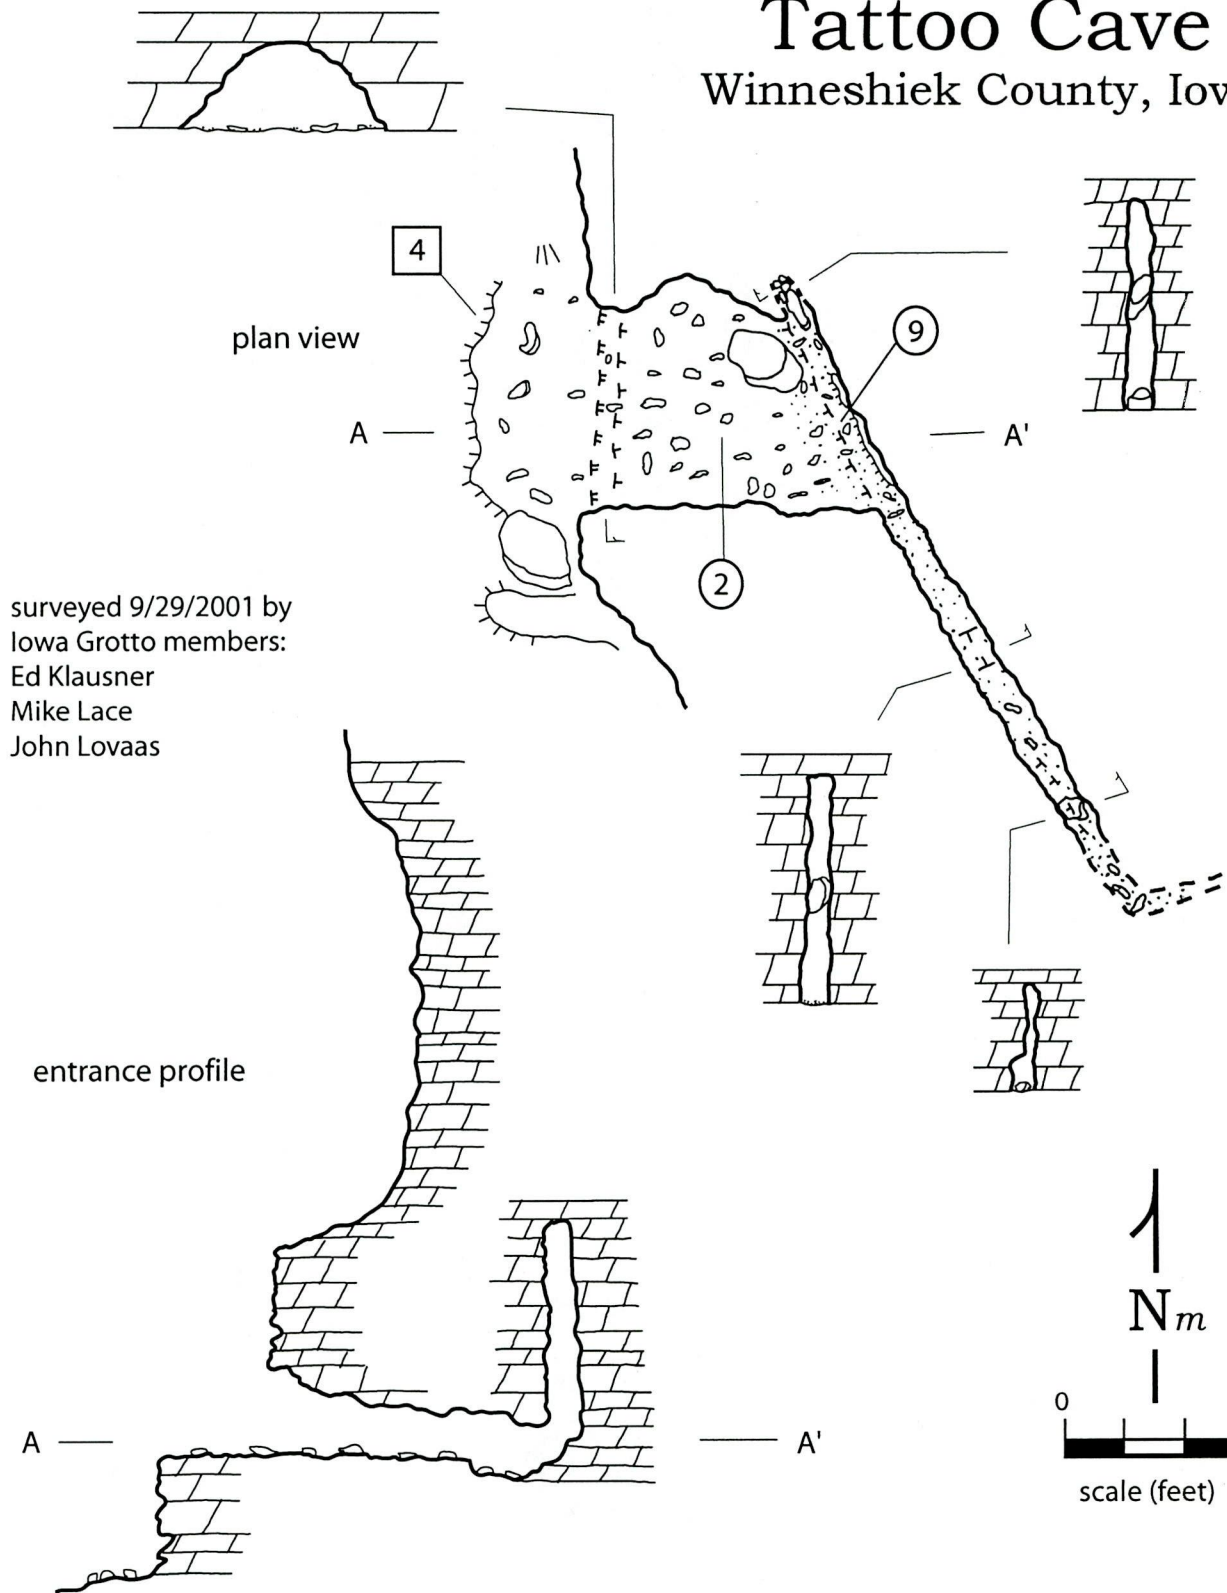 Tattoo Cave
Winneshiek County, Iow
4
plan view
9
A
A'
2
surveyed 9/29/2001 by
Iowa Grotto members:
Ed Klausner
Mike Lace
John Lovaas
entrance profile
Nm
0
A
A'
scale (feet)